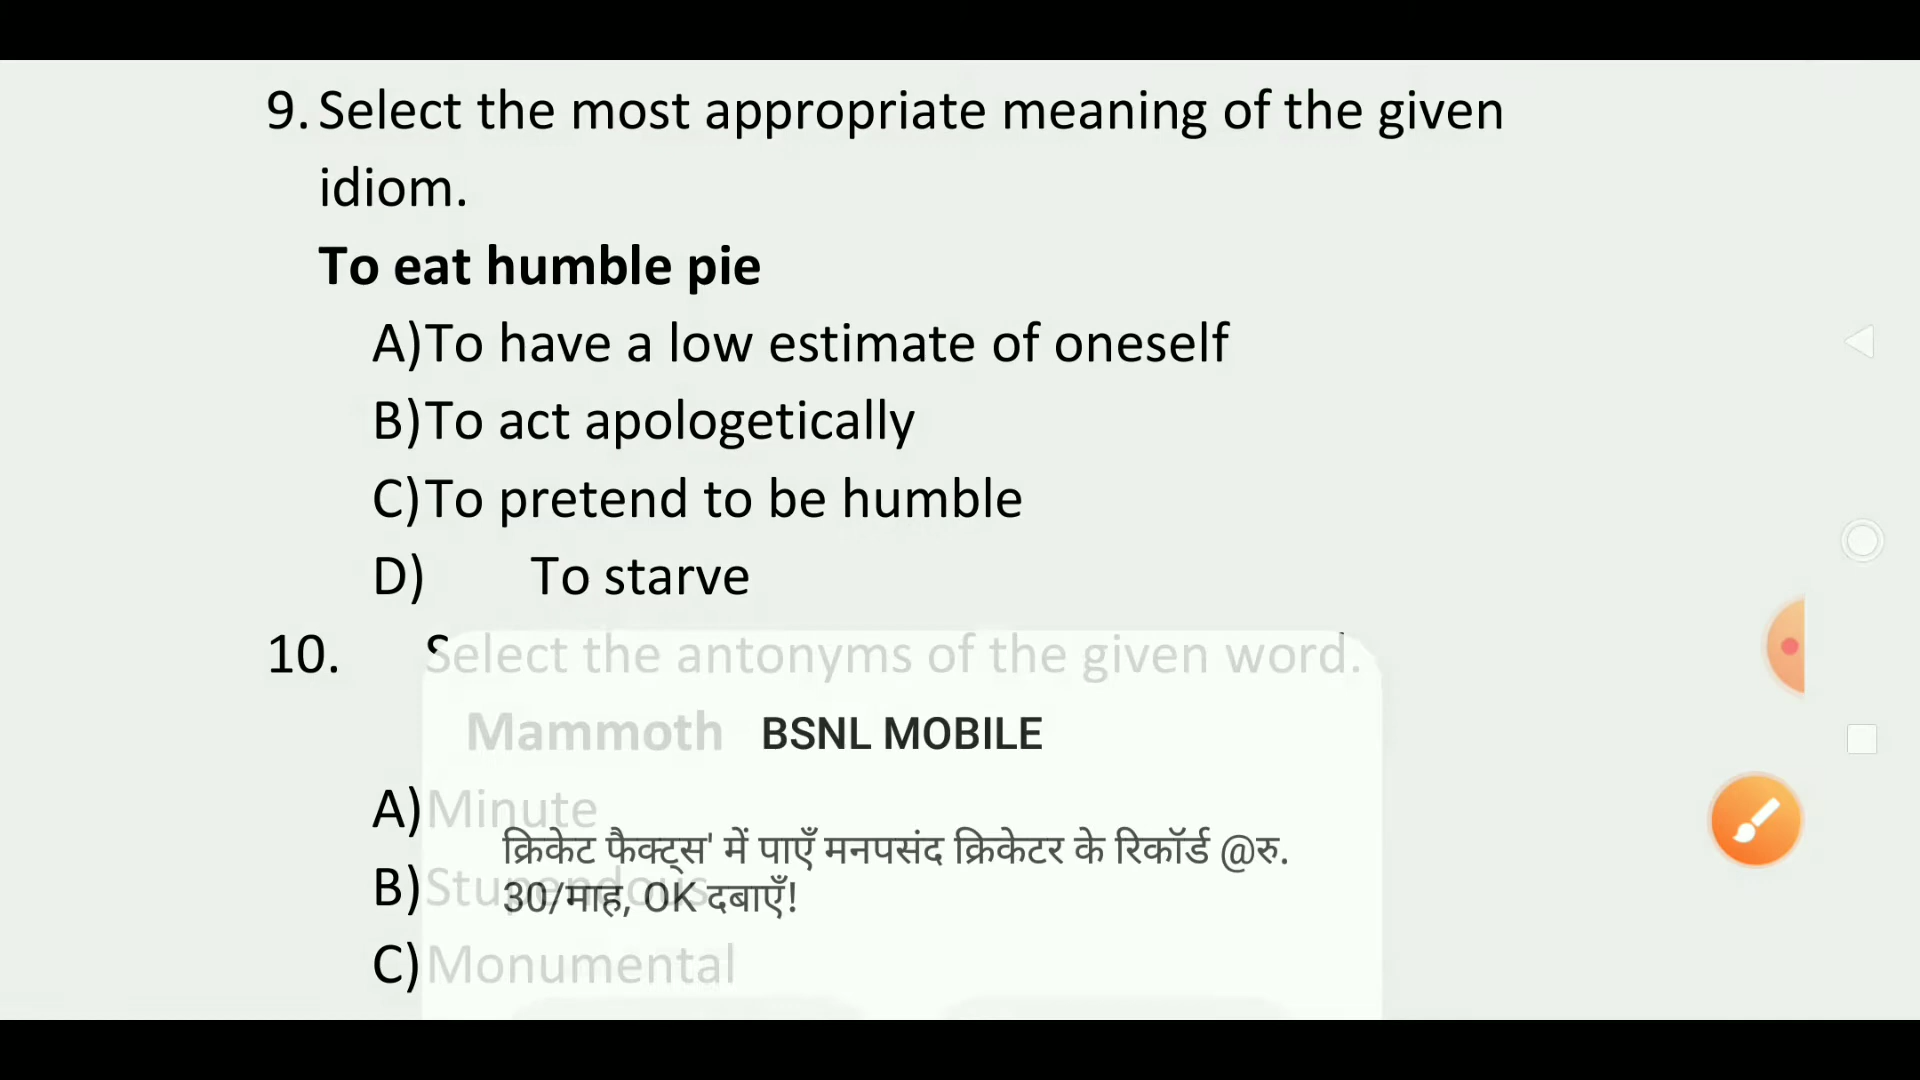 9. Select the most appropriate meaning of the given
idiom.
To eat humble pie
A)To have a low estimate of oneself
B)To act apologetically
C)To pretend to be humble
D) To starve
10. Select the antonyms of the given word.
Mammoth
BSNL MOBILE
A)Minute
क्रिकेट फैक्ट्स' में पाएँ मनपसंद क्रिकेटर के रिकॉर्ड @रु.
B)Stupendous
30/माह, OK दबाएँ!
C)Monumental